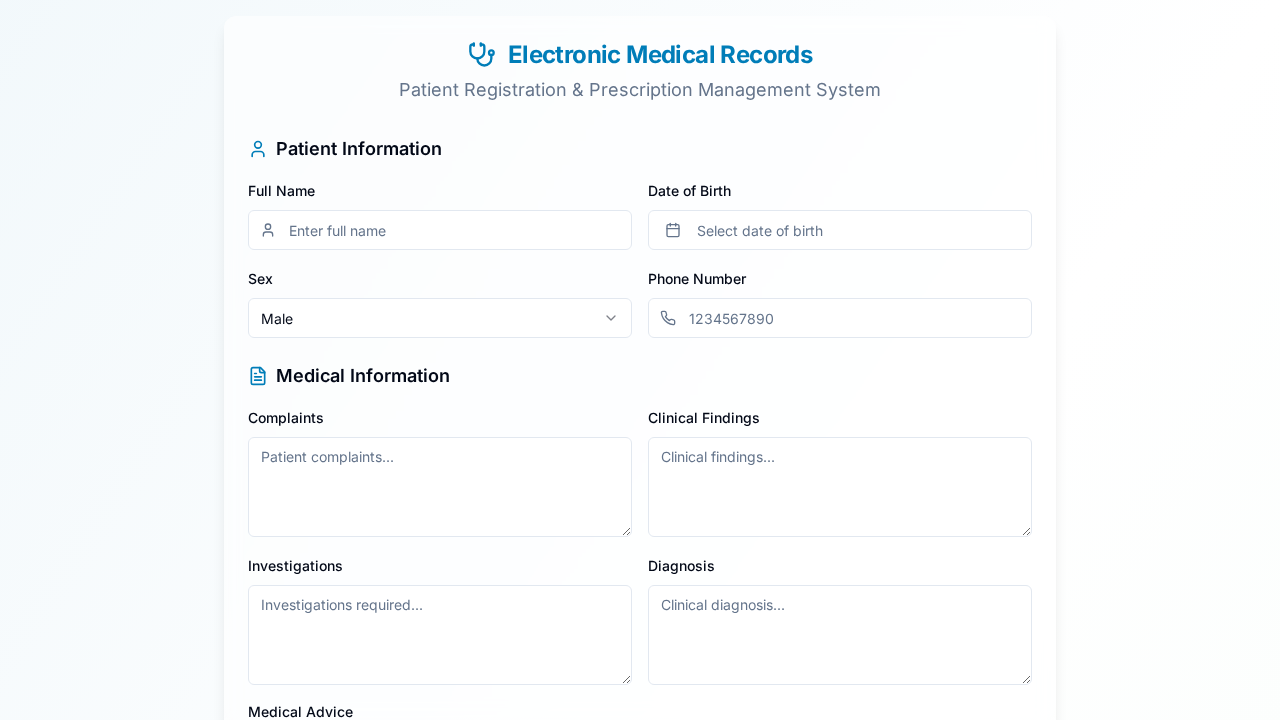 Electronic Medical Records
Patient Registration & Prescription Management System
Patient Information
Full Name
Date of Birth
Enter full name
Select date of birth
Sex
Phone Number
Male
1234567890
Medical Information
Complaints
Clinical Findings
Patient complaints...
Clinical findings...
Investigations
Diagnosis
Investigations required...
Clinical diagnosis...
Medical Advice